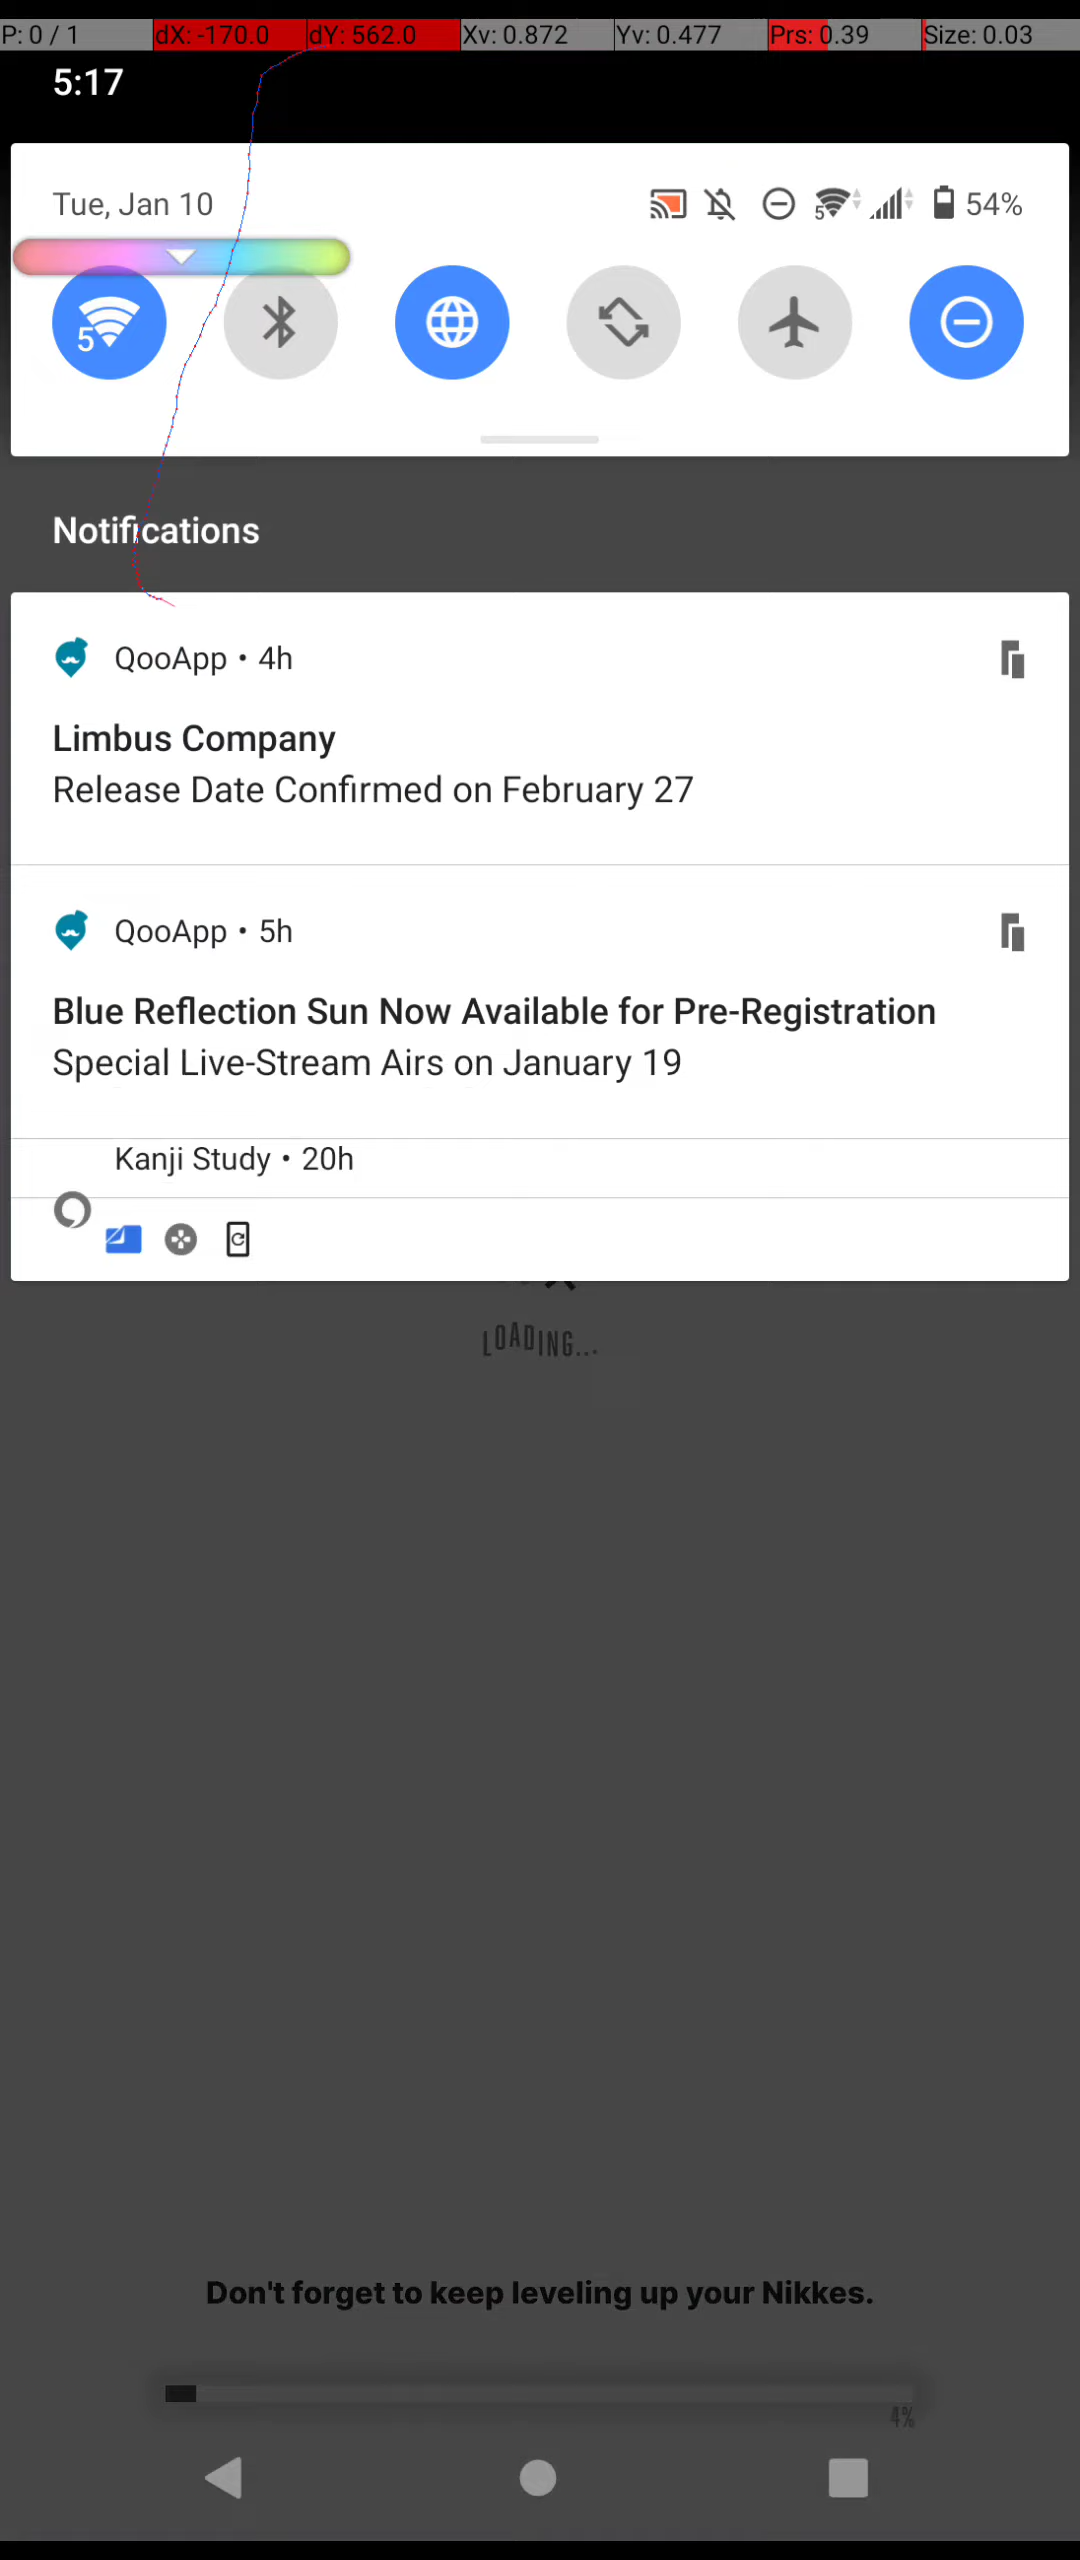 P: 0 / 1 dX: -170.0 dY: 562.0 Xv: 0.872 Yv: 0.477 Prs: 0.39 Size: 0.03
5:17
Tue, Jan 10 5 54%
5
Notifications
QooApp • 4h
Limbus Company
Release Date Confirmed on February 27
QooApp • 5h
Blue Reflection Sun Now Available for Pre-Registration
Special Live-Stream Airs on January 19
Kanji Study • 20h
LOADING...
Don't forget to keep leveling up your Nikkes.
4%